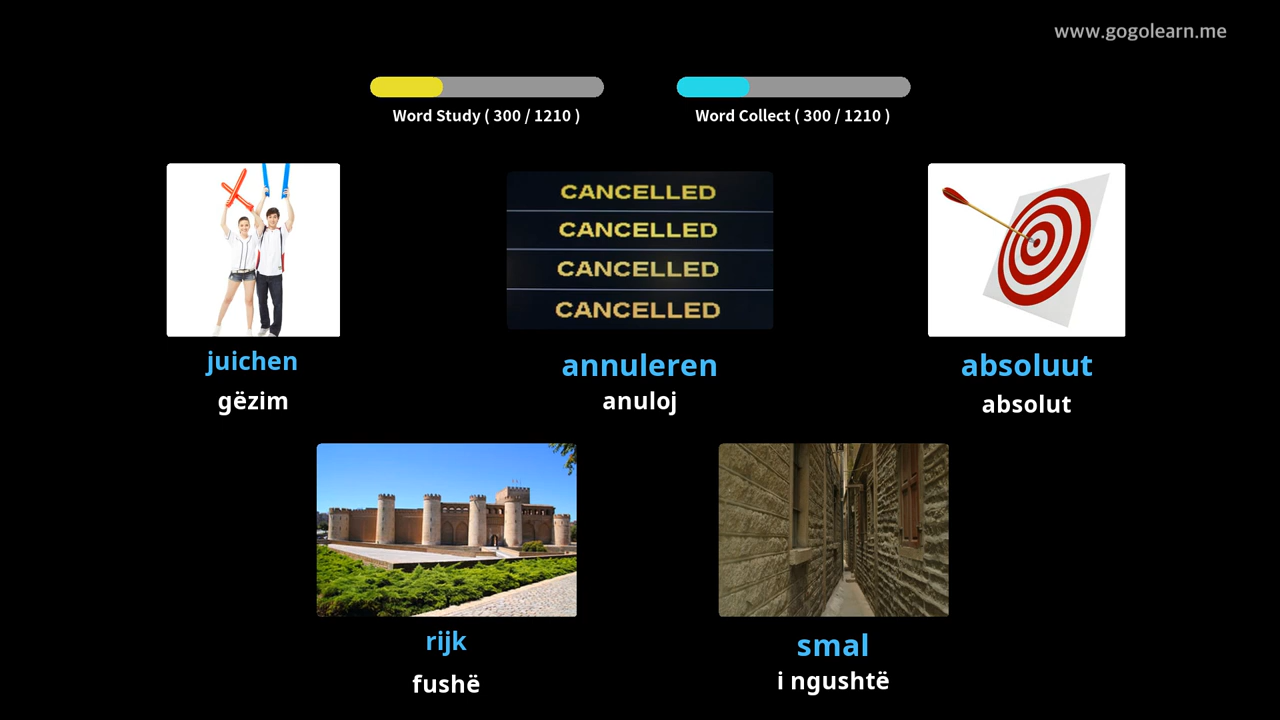 www.gogolearn.me
Word Study ( 300 / 1210 )
Word Collect ( 300 / 1210 )
CANCELLED
CANCELLED
CANCELLED
CANCELLED
juichen
gëzim
annuleren
anuloj
absoluut
absolut
rijk
fushë
smal
i ngushtë